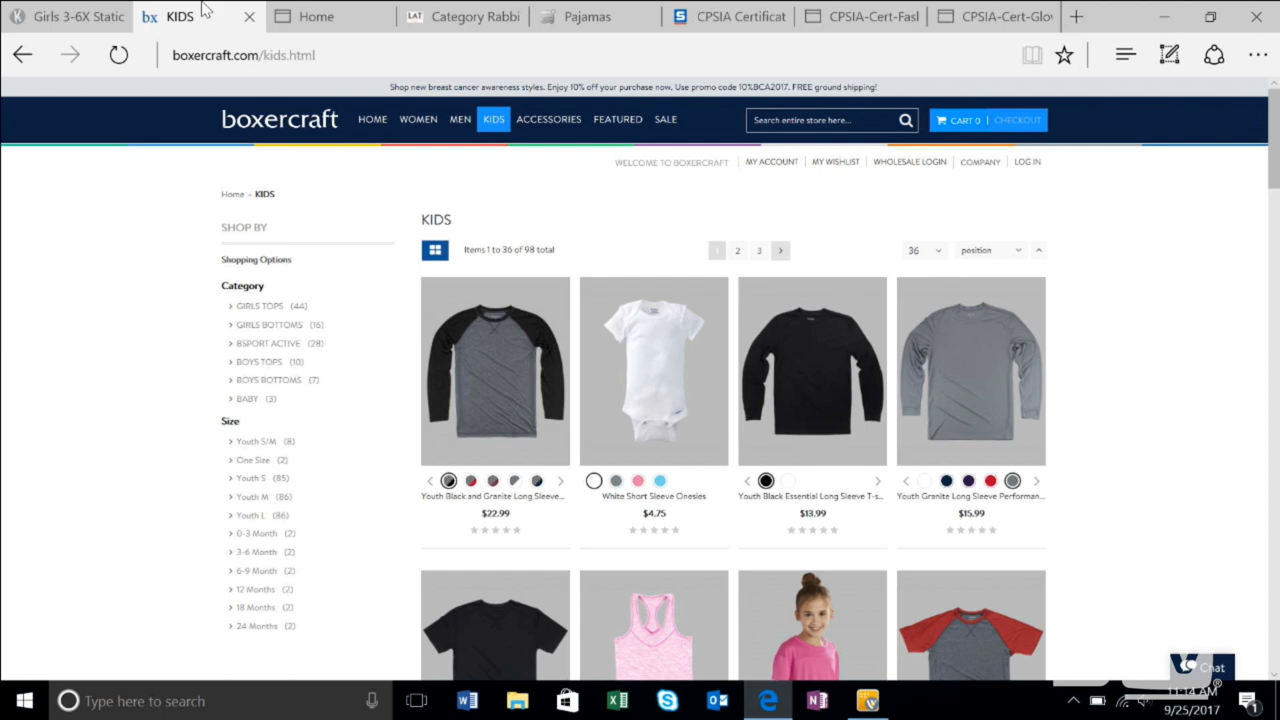 Girls 3-6X Static
bx KIDS
Home
LAT Category Rabbi
Pajamas
S CPSIA Certificat
CPSIA-Cert-Fasl
CPSIA-Cert-Glov
boxercraft.com/kids.html
Shop new breast cancer awareness styles. Enjoy 10% off your purchase now. Use promo code 10%BCA2017. FREE ground shipping!
boxercraft HOME WOMEN MEN KIDS ACCESSORIES FEATURED SALE
Search entire store here...
CART 0 | CHECKOUT
WELCOME TO BOXERCRAFT MY ACCOUNT MY WISHLIST WHOLESALE LOGIN COMPANY LOG IN
Home » KIDS
SHOP BY
Shopping Options
Category
GIRLS TOPS (44)
GIRLS BOTTOMS (16)
BSPORT ACTIVE (28)
BOYS TOPS (10)
BOYS BOTTOMS (7)
BABY (3)
Size
Youth S/M (8)
One Size (2)
Youth S (85)
Youth M (86)
Youth L (86)
0-3 Month (2)
3-6 Month (2)
6-9 Month (2)
12 Months (2)
18 Months (2)
24 Months (2)
KIDS
Items 1 to 36 of 98 total
1 2 3 >
36
position
Youth Black and Granite Long Sleeve...
$22.99
White Short Sleeve Onesies
$4.75
Youth Black Essential Long Sleeve T-s...
$13.99
Youth Granite Long Sleeve Performan...
$15.99
Chat
Type here to search
11:14 AM
9/25/2017
1